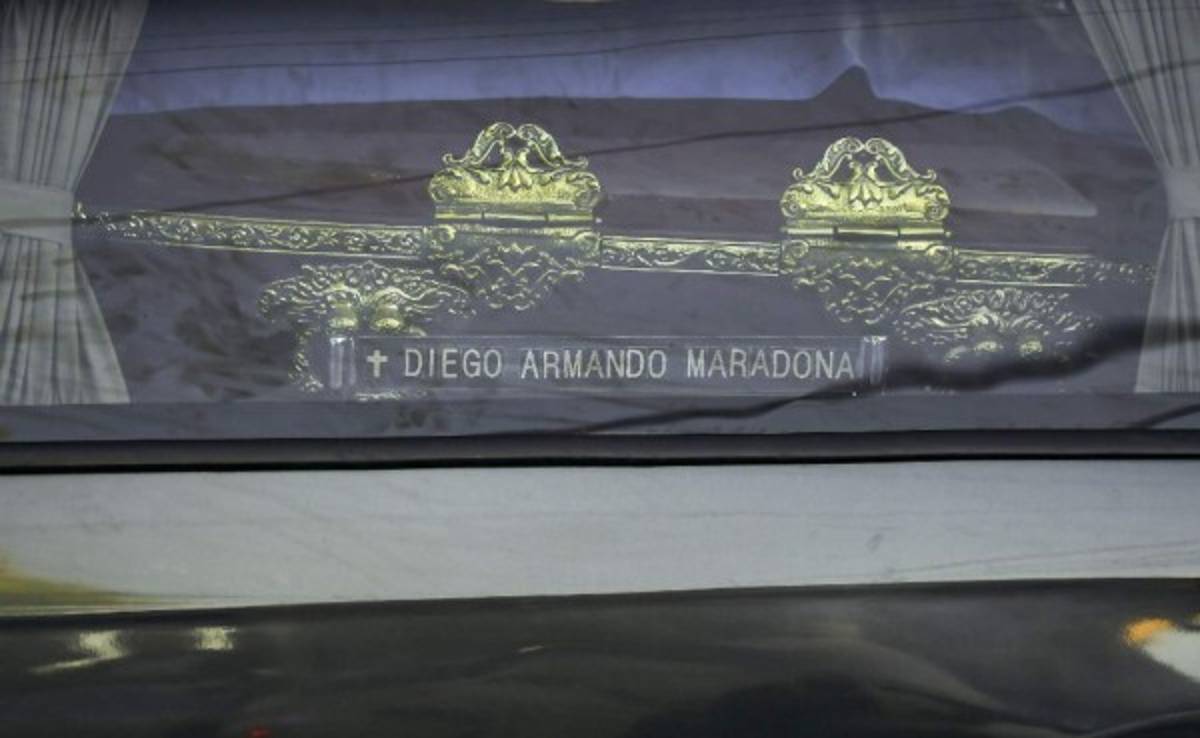 ✝ DIEGO ARMANDO MARADONA